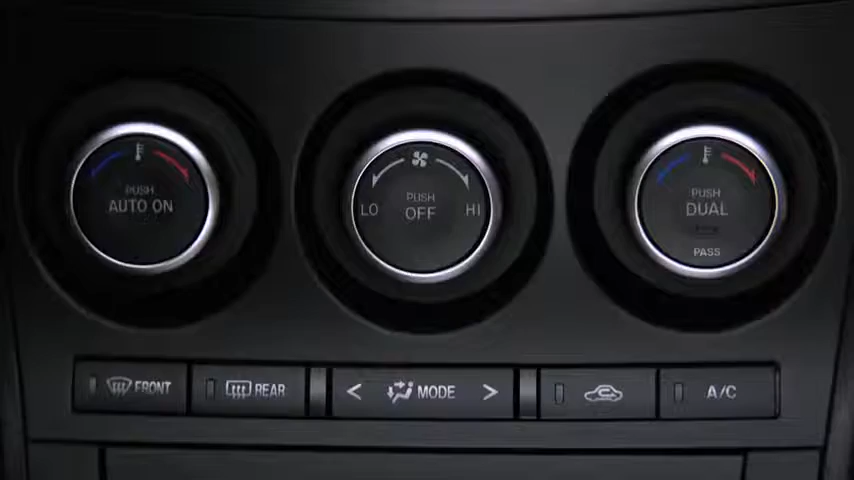 PUSH
AUTO ON
LO
PUSH
OFF
HI
PUSH
DUAL
PASS
FRONT
REAR
< MODE >
A/C